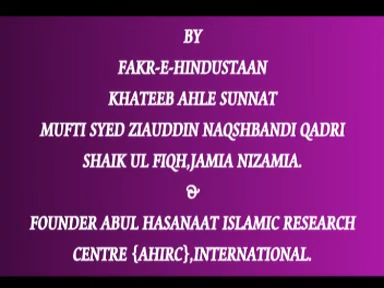 BY
FAKR-E-HINDUSTAAN
KHATEEB AHLE SUNNAT
MUFTI SYED ZIAUDDIN NAQSHBANDI QADRI
SHAIK UL FIQH,JAMIA NIZAMIA.
&
FOUNDER ABUL HASANAAT ISLAMIC RESEARCH
CENTRE {AHIRC},INTERNATIONAL.